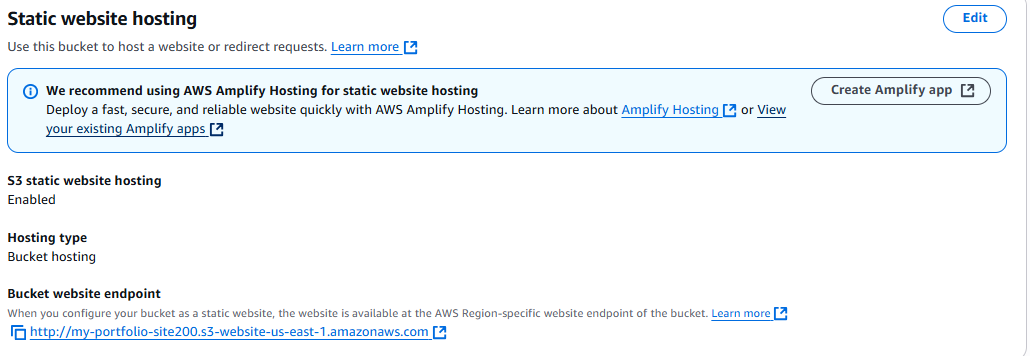 Static website hosting
Edit
Use this bucket to host a website or redirect requests. Learn more
We recommend using AWS Amplify Hosting for static website hosting
Create Amplify app
Deploy a fast, secure, and reliable website quickly with AWS Amplify Hosting. Learn more about Amplify Hosting or View
your existing Amplify apps
S3 static website hosting
Enabled
Hosting type
Bucket hosting
Bucket website endpoint
When you configure your bucket as a static website, the website is available at the AWS Region-specific website endpoint of the bucket. Learn more
http://my-portfolio-site200.s3-website-us-east-1.amazonaws.com